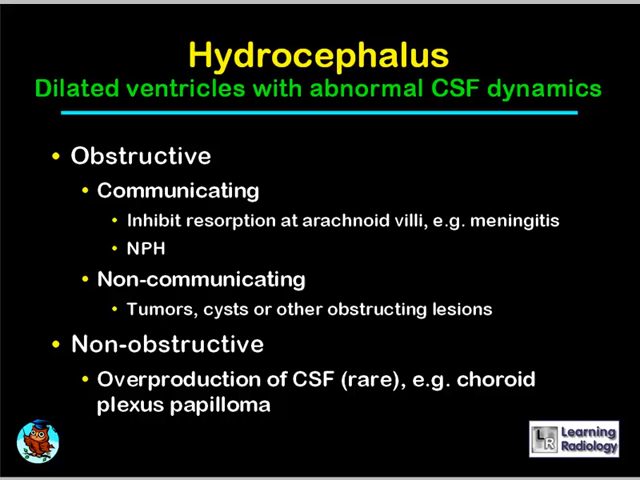 Hydrocephalus
Dilated ventricles with abnormal CSF dynamics
• Obstructive
• Communicating
• Inhibit resorption at arachnoid villi, e.g. meningitis
• NPH
• Non-communicating
• Tumors, cysts or other obstructing lesions
• Non-obstructive
• Overproduction of CSF (rare), e.g. choroid
plexus papilloma
LR Learning
Radiology